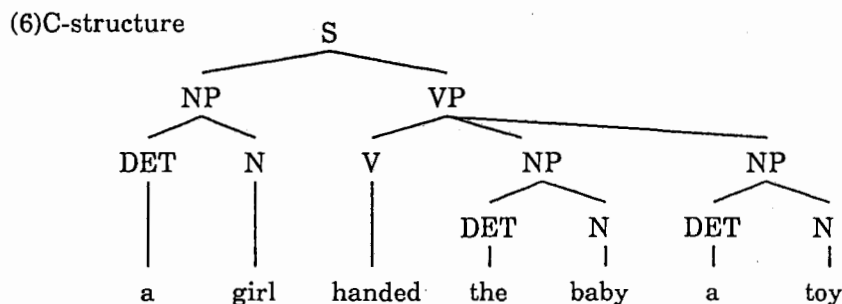 (6)C-structure
S
NP VP
DET N V NP NP
DET N DET N
a girl handed the baby a toy